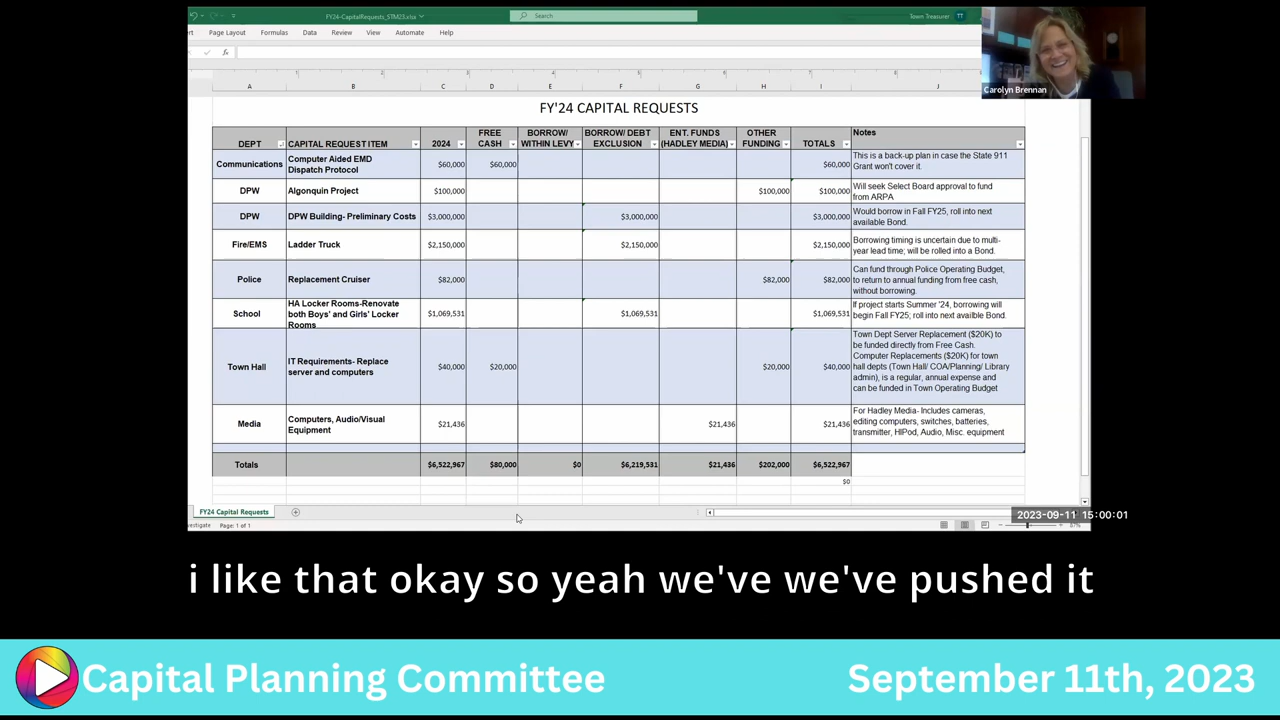 FY24-CapitalRequests_STM23.xlsx
Search
Town Treasurer TT
Page Layout Formulas Data Review View Automate Help
fx
A B C D E F G H I J
Carolyn Brennan
FY'24 CAPITAL REQUESTS
DEPT CAPITAL REQUEST ITEM 2024 FREE CASH BORROW/ WITHIN LEVY BORROW/ DEBT EXCLUSION ENT. FUNDS (HADLEY MEDIA) OTHER FUNDING TOTALS Notes
Communications Computer Aided EMD Dispatch Protocol $60,000 $60,000 $60,000 This is a back-up plan in case the State 911 Grant won't cover it.
DPW Algonquin Project $100,000 $100,000 $100,000 Will seek Select Board approval to fund from ARPA
DPW DPW Building- Preliminary Costs $3,000,000 $3,000,000 $3,000,000 Would borrow in Fall FY25, roll into next available Bond.
Fire/EMS Ladder Truck $2,150,000 $2,150,000 $2,150,000 Borrowing timing is uncertain due to multi-year lead time; will be rolled into a Bond.
Police Replacement Cruiser $82,000 $82,000 $82,000 Can fund through Police Operating Budget, to return to annual funding from free cash, without borrowing.
School HA Locker Rooms-Renovate both Boys' and Girls' Locker Rooms $1,069,531 $1,069,531 $1,069,531 If project starts Summer '24, borrowing will begin Fall FY25; roll into next availble Bond.
Town Hall IT Requirements- Replace server and computers $40,000 $20,000 $20,000 $40,000 Town Dept Server Replacement ($20K) to be funded directly from Free Cash. Computer Replacements ($20K) for town hall depts (Town Hall/ COA/Planning/ Library admin), is a regular, annual expense and can be funded in Town Operating Budget
Media Computers, Audio/Visual Equipment $21,436 $21,436 $21,436 For Hadley Media- Includes cameras, editing computers, switches, batteries, transmitter, HIPod, Audio, Misc. equipment
Totals $6,522,967 $80,000 $0 $6,219,531 $21,436 $202,000 $6,522,967
$0
FY24 Capital Requests
2023-09-11 15:00:01
Page: 1 of 1
57%
i like that okay so yeah we've we've pushed it
Capital Planning Committee
September 11th, 2023